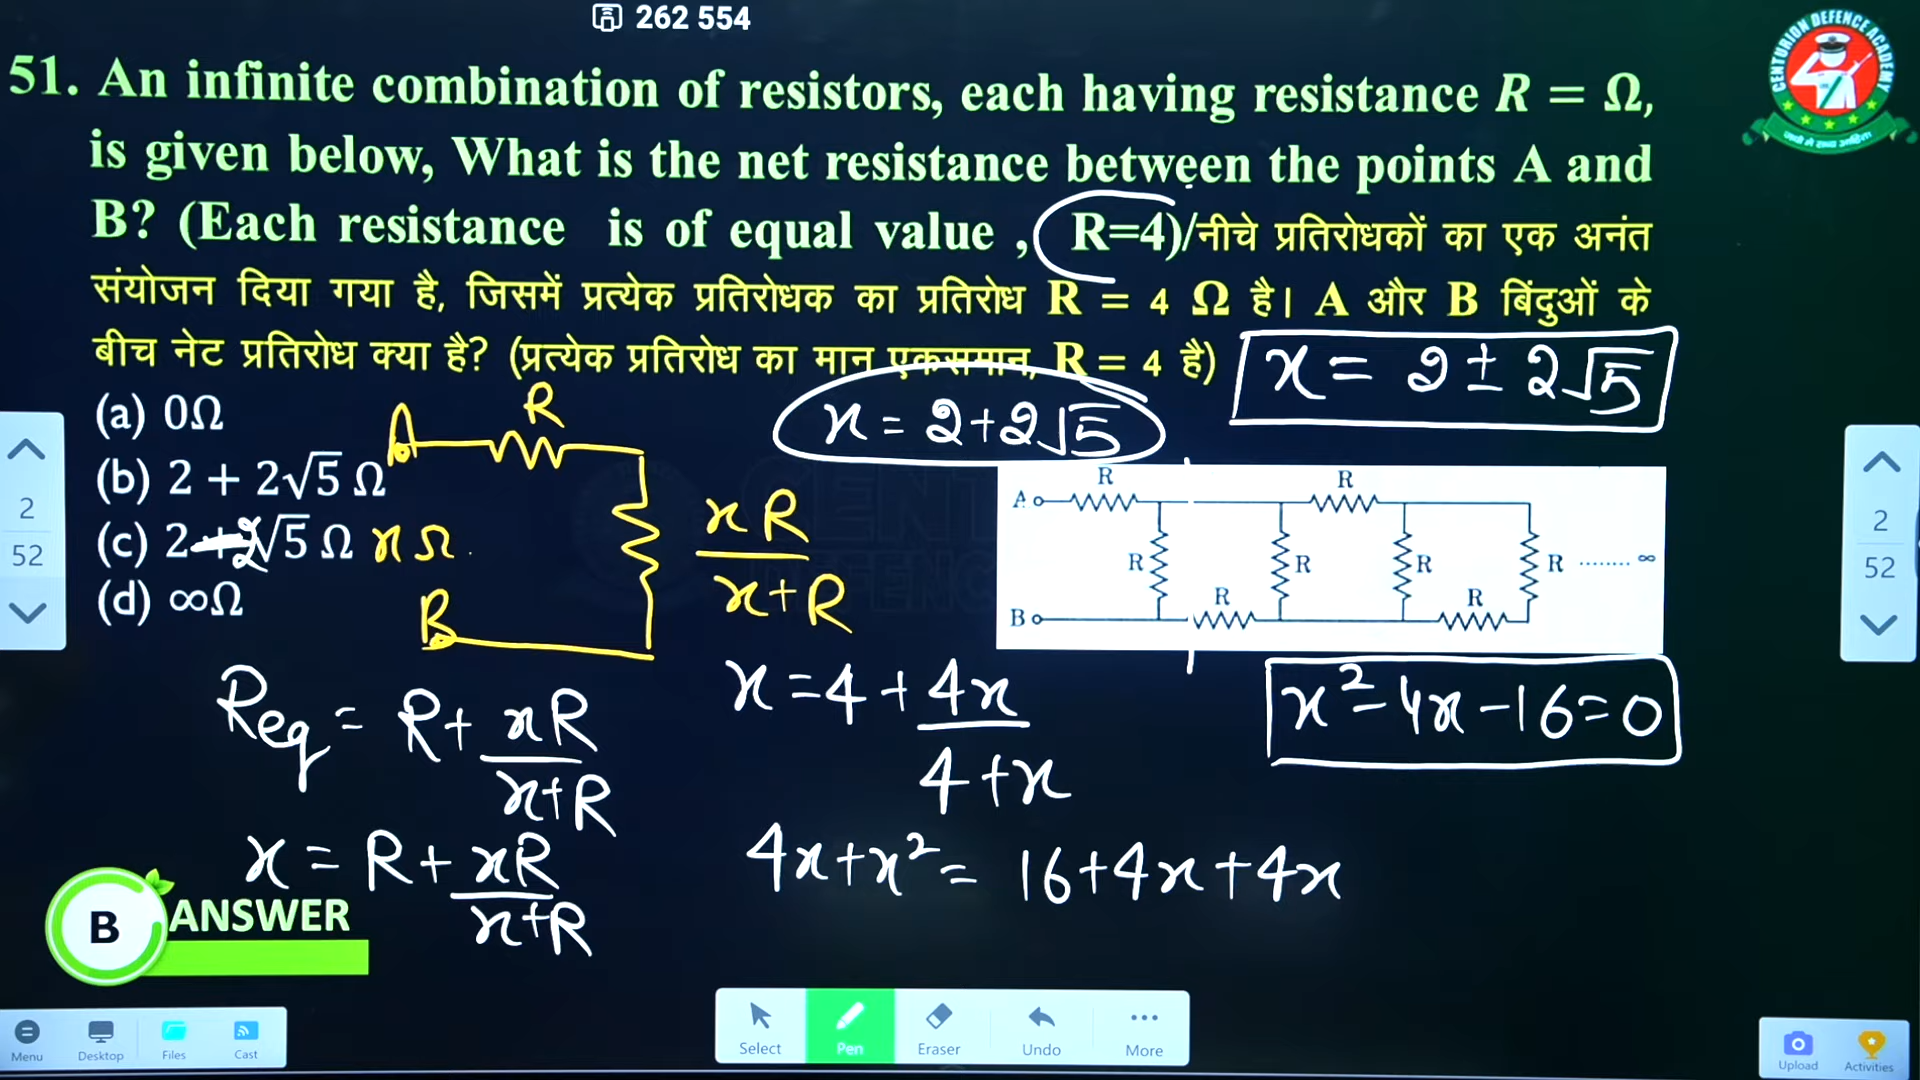 262 554
CENTURION DEFENCE ACADEMY
51. An infinite combination of resistors, each having resistance R = Ω,
is given below, What is the net resistance between the points A and
B? (Each resistance is of equal value , R=4)/नीचे प्रतिरोधकों का एक अनंत
संयोजन दिया गया है, जिसमें प्रत्येक प्रतिरोधक का प्रतिरोध R = 4 Ω है। A और B बिंदुओं के
बीच नेट प्रतिरोध क्या है? (प्रत्येक प्रतिरोध का मान एकसमान, R = 4 है)
x = 2 ± 2√5
(a) 0Ω
(b) 2 + 2√5 Ω
(c) 2 - 2√5 Ω
(d) ∞Ω
A
R
x Ω
B
xR
x+R
x = 2+2√5
A
R
R
R
R
R
R
........ ∞
B
R
R
Req = R + xR
x+R
x = R + xR
x+R
x = 4 + 4x
4+x
4x+x² = 16+4x+4x
x² - 4x - 16 = 0
B
ANSWER
2
52
2
52
Menu
Desktop
Files
Cast
Select
Pen
Eraser
Undo
More
Upload
Activities